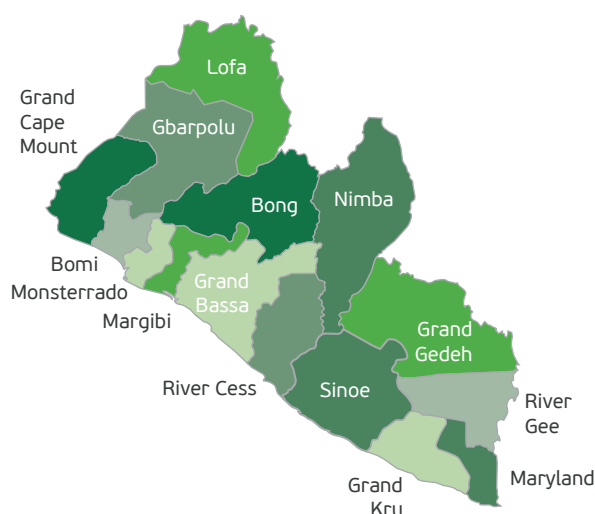 Lofa
Grand
Cape
Mount
Gbarpolu
Nimba
Bong
Bomi
Monsterrado
Margibi
Grand
Bassa
Grand
Gedeh
River Cess
Sinoe
River
Gee
Maryland
Grand
Kru